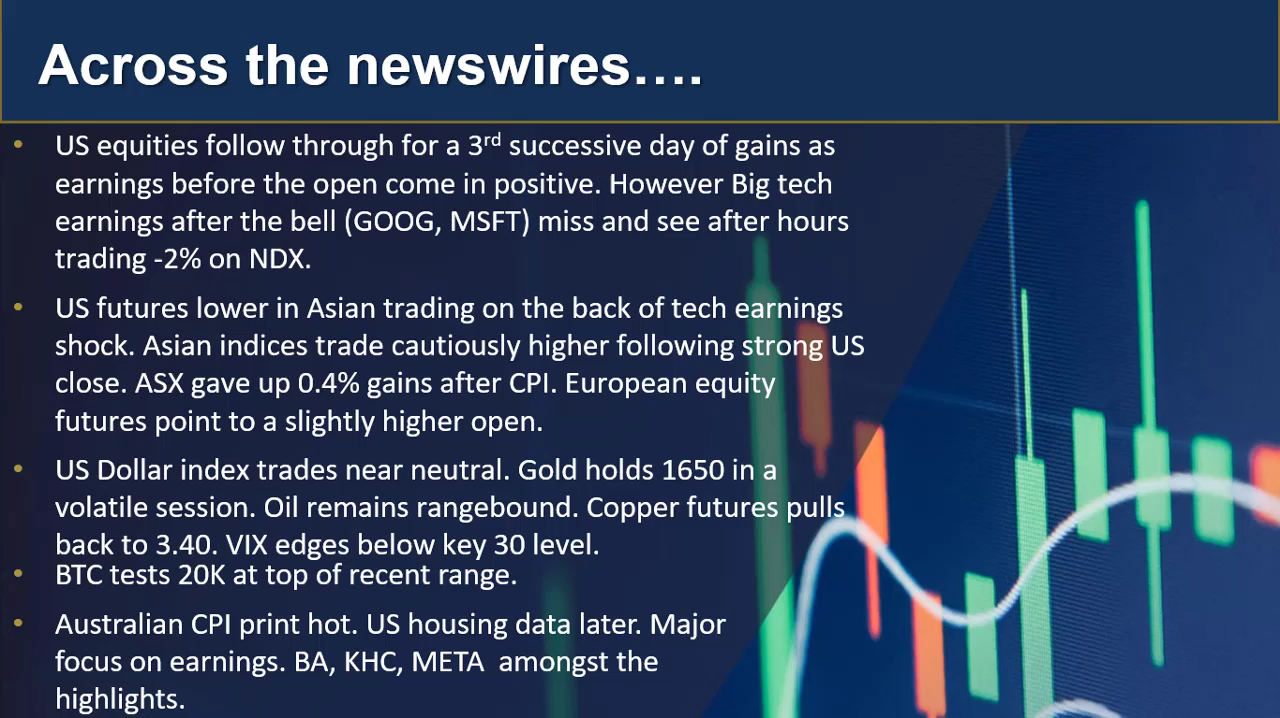 Across the newswires....
• US equities follow through for a 3rd successive day of gains as
earnings before the open come in positive. However Big tech
earnings after the bell (GOOG, MSFT) miss and see after hours
trading -2% on NDX.
• US futures lower in Asian trading on the back of tech earnings
shock. Asian indices trade cautiously higher following strong US
close. ASX gave up 0.4% gains after CPI. European equity
futures point to a slightly higher open.
• US Dollar index trades near neutral. Gold holds 1650 in a
volatile session. Oil remains rangebound. Copper futures pulls
back to 3.40. VIX edges below key 30 level.
• BTC tests 20K at top of recent range.
• Australian CPI print hot. US housing data later. Major
focus on earnings. BA, KHC, META  amongst the
highlights.